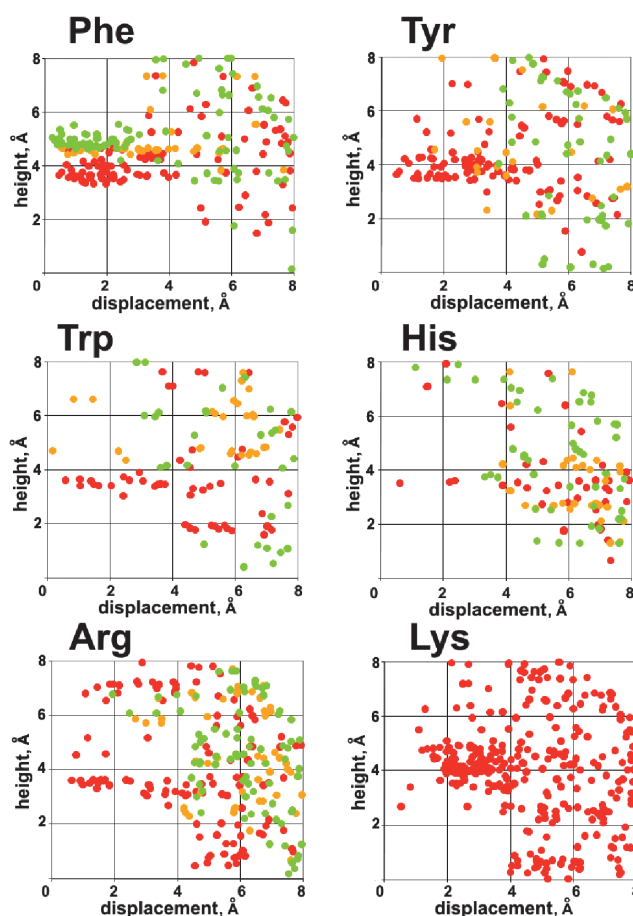 Phe
8
6
4
2
height, Å
0 2 4 6 8
displacement, Å
Tyr
8
6
4
2
height, Å
0 2 4 6 8
displacement, Å
Trp
8
6
4
2
height, Å
0 2 4 6 8
displacement, Å
His
8
6
4
2
height, Å
0 2 4 6 8
displacement, Å
Arg
8
6
4
2
height, Å
0 2 4 6 8
displacement, Å
Lys
8
6
4
2
height, Å
0 2 4 6 8
displacement, Å